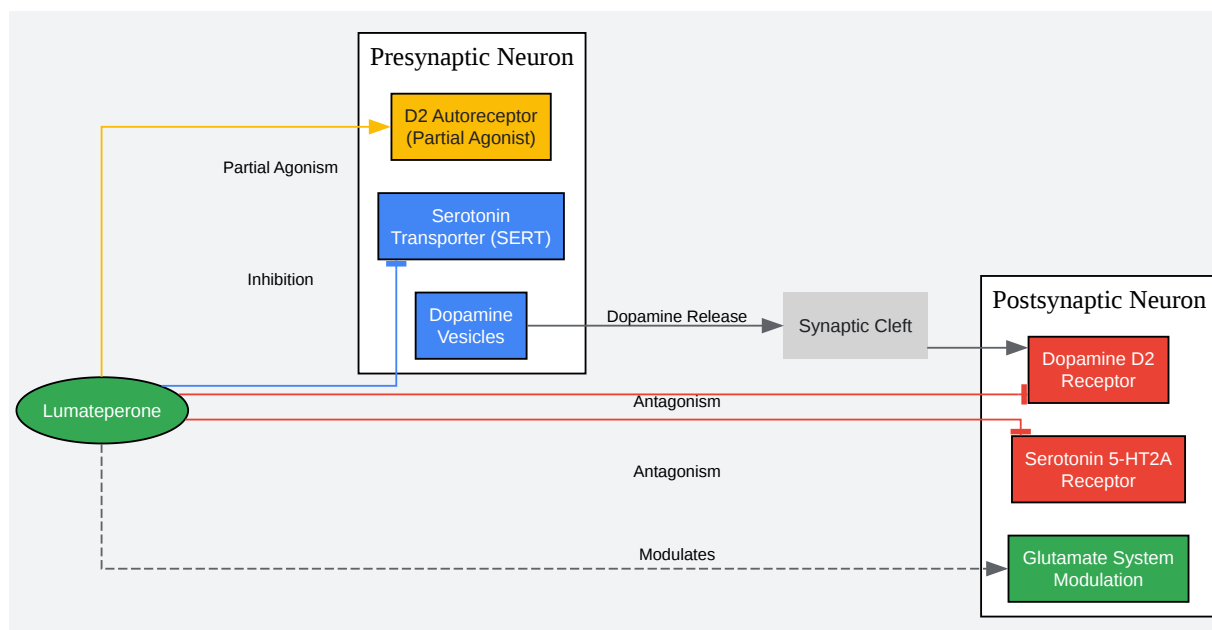 Presynaptic Neuron
D2 Autoreceptor
(Partial Agonist)
Partial Agonism
Serotonin
Transporter (SERT)
Inhibition
Dopamine
Vesicles
Dopamine Release
Synaptic Cleft
Postsynaptic Neuron
Dopamine D2
Receptor
Lumateperone
Antagonism
Antagonism
Serotonin 5-HT2A
Receptor
Modulates
Glutamate System
Modulation